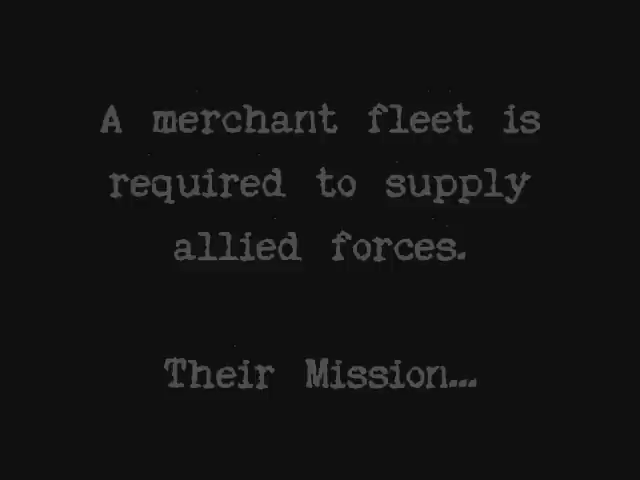 A merchant fleet is
required to supply
allied forces.
Their Mission...